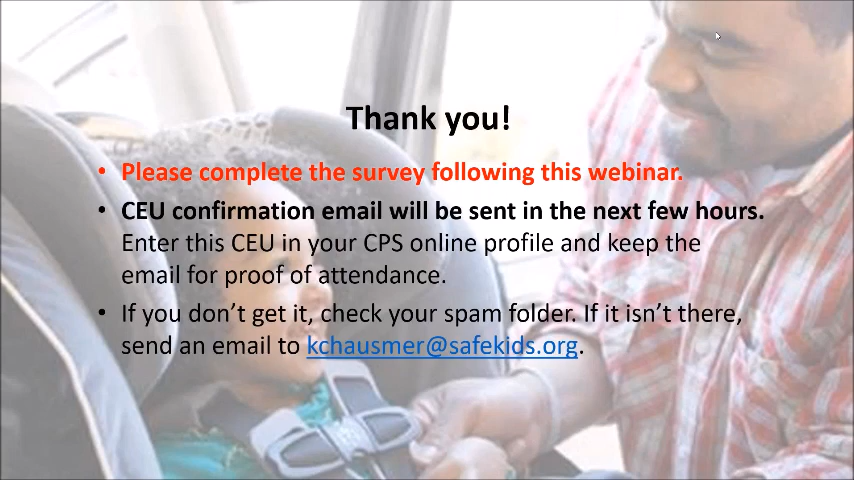 Thank you!
• Please complete the survey following this webinar.
• CEU confirmation email will be sent in the next few hours.
Enter this CEU in your CPS online profile and keep the
email for proof of attendance.
• If you don’t get it, check your spam folder. If it isn’t there,
send an email to kchausmer@safekids.org.